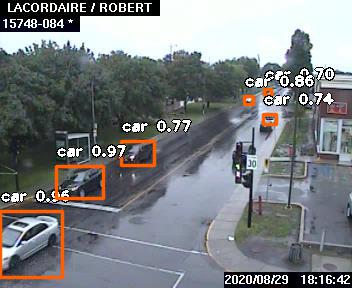 LACORDAIRE / ROBERT
15748-084 *
car 0.70
car 0.86
car 0.74
car 0.77
car 0.97
car 0.96
30
2020/08/29 18:16:42